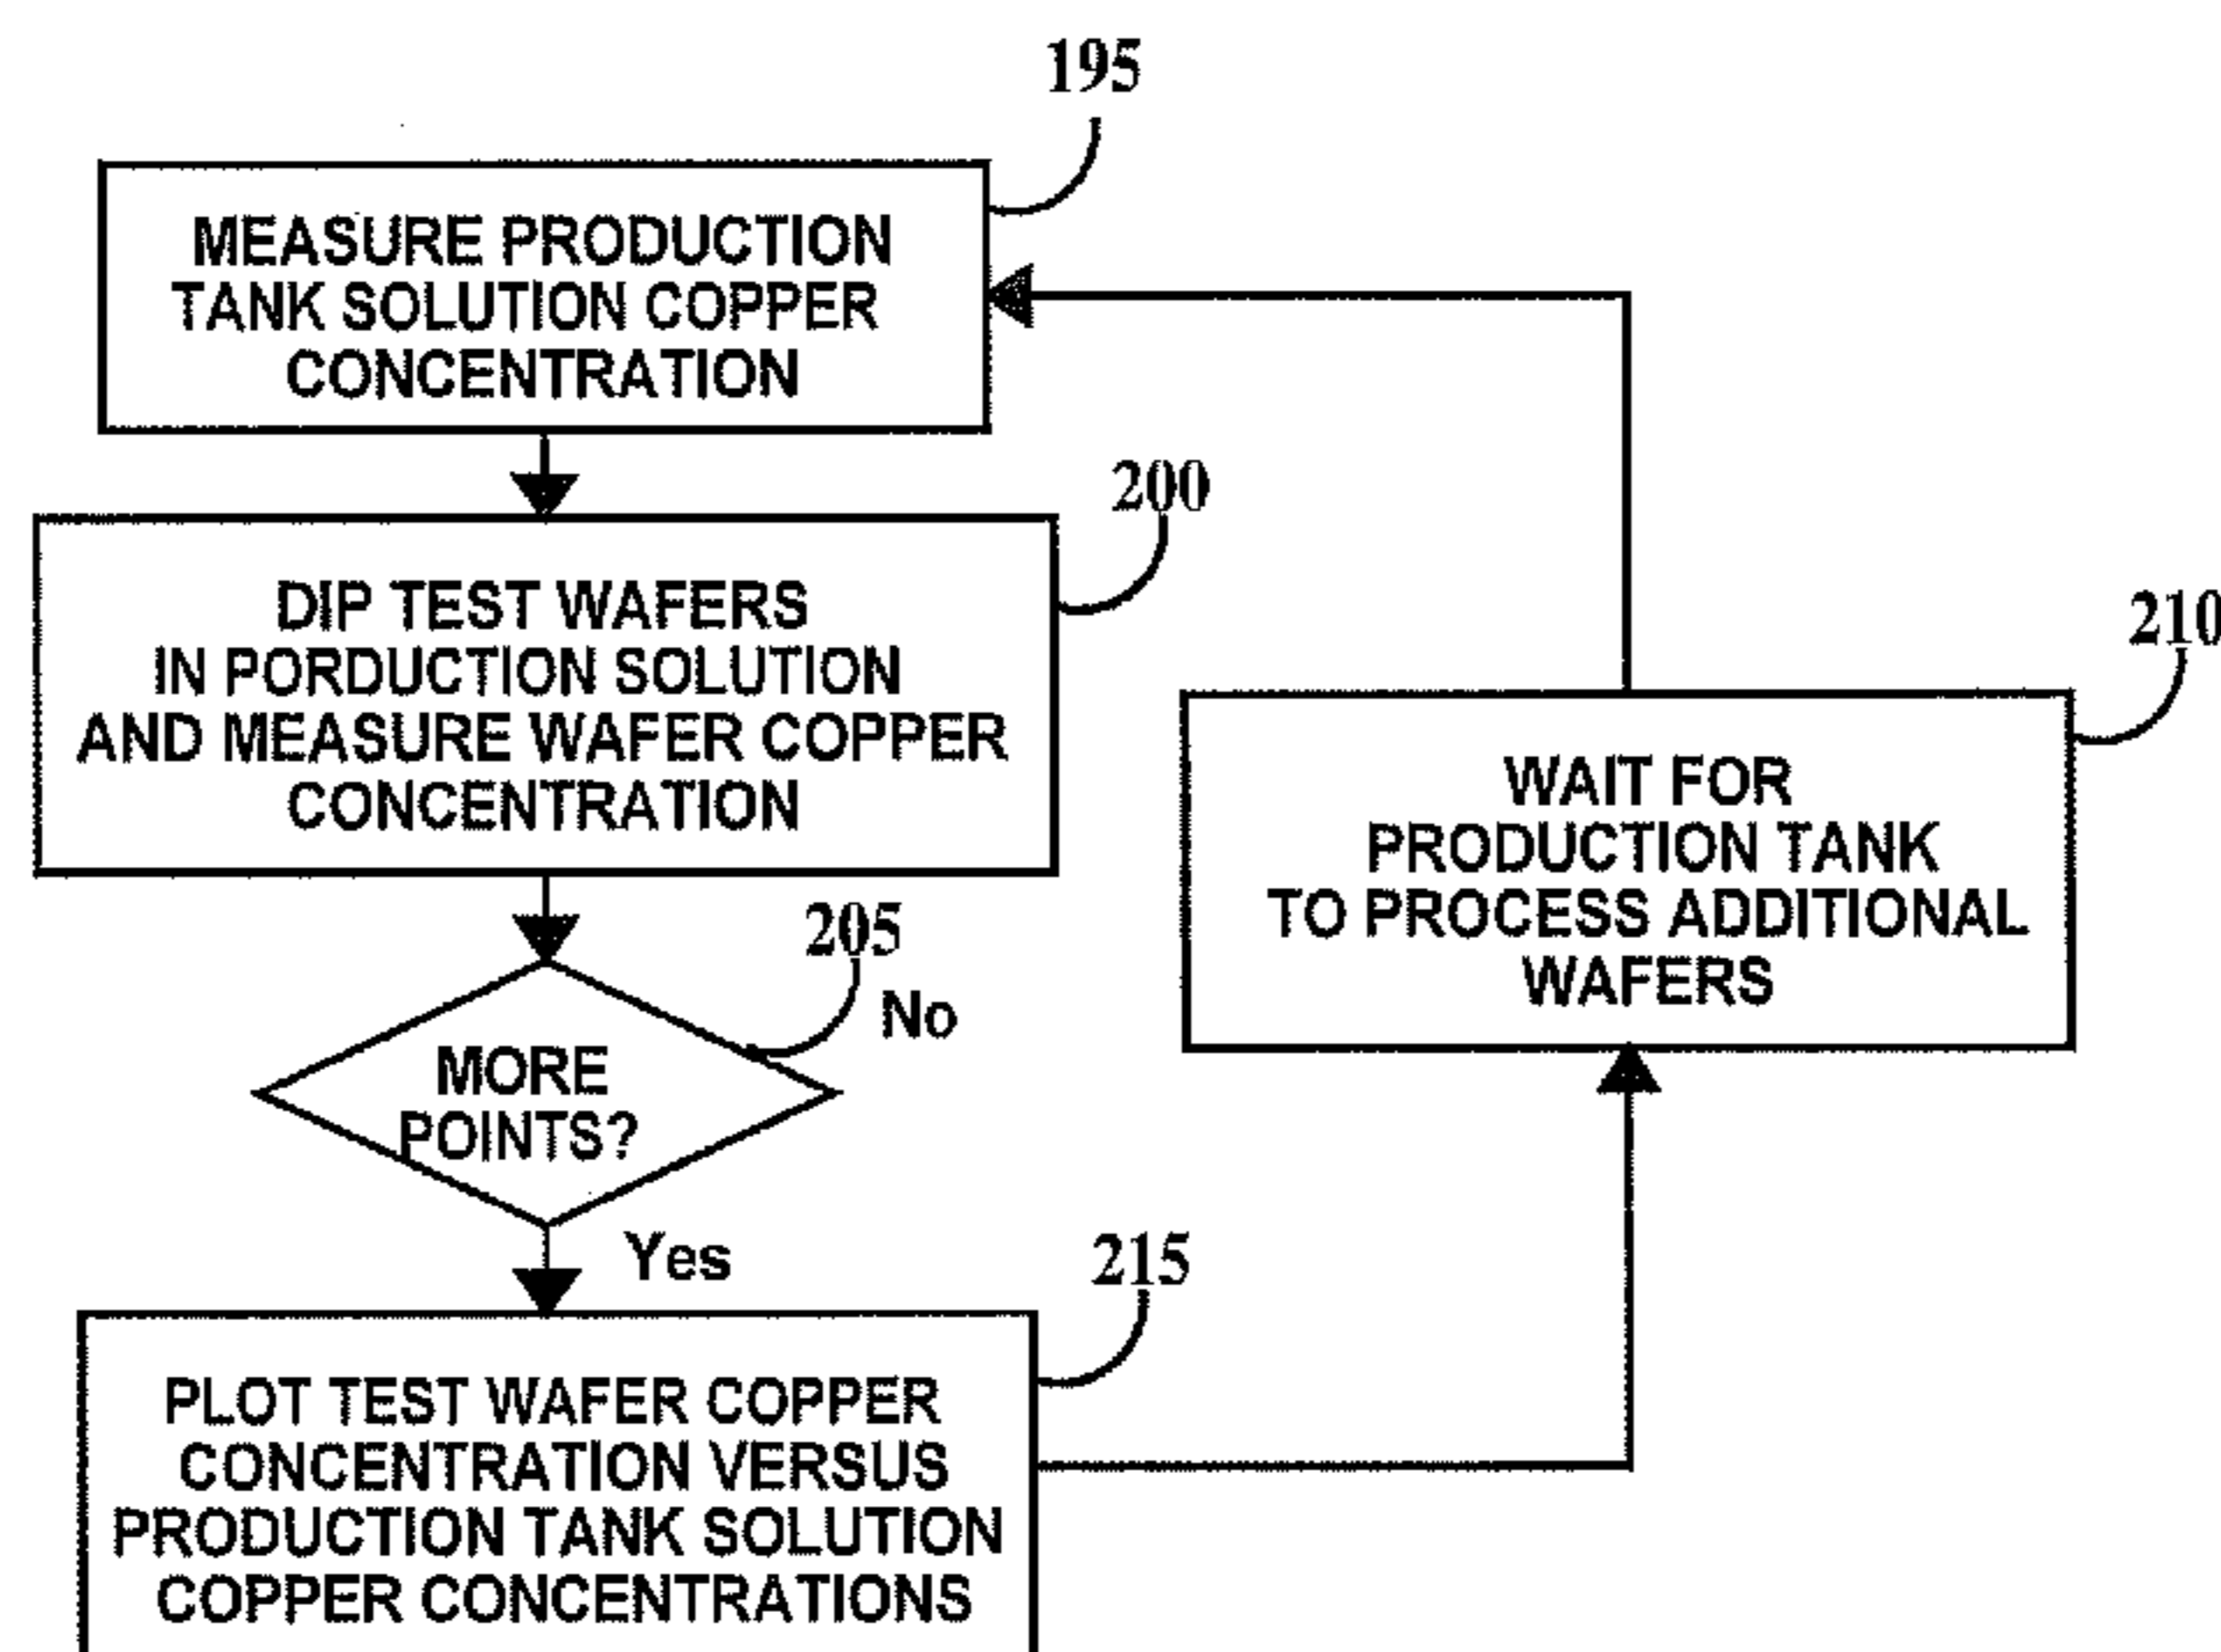 195
MEASURE PRODUCTION
TANK SOLUTION COPPER
CONCENTRATION
200
DIP TEST WAFERS
IN PORDUCTION SOLUTION
AND MEASURE WAFER COPPER
CONCENTRATION
210
WAIT FOR
PRODUCTION TANK
TO PROCESS ADDITIONAL
WAFERS
205
No
MORE
POINTS?
Yes
215
PLOT TEST WAFER COPPER
CONCENTRATION VERSUS
PRODUCTION TANK SOLUTION
COPPER CONCENTRATIONS